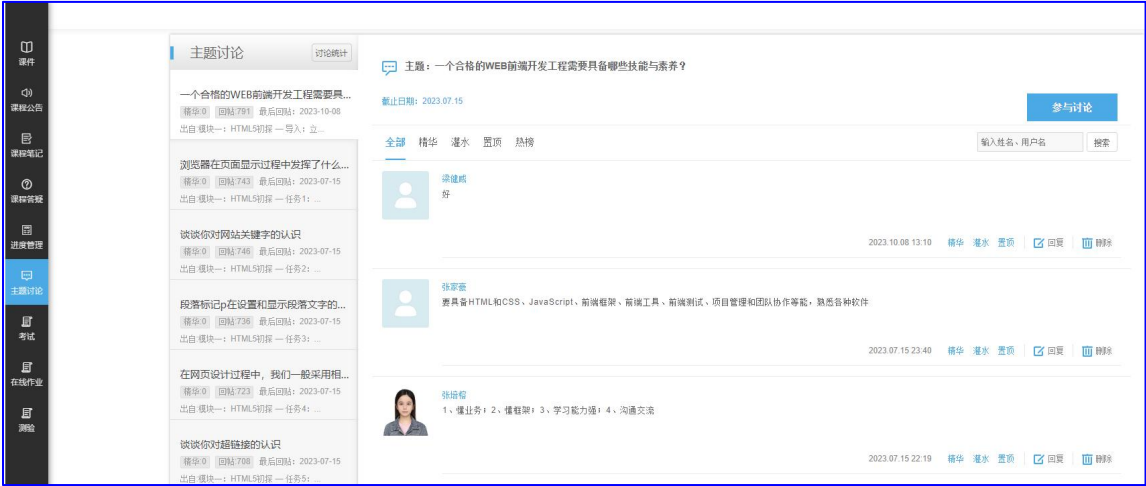 课件
课程公告
课程笔记
课程答疑
进度管理
主题讨论
考试
在线作业
测验
主题讨论
讨论统计
一个合格的WEB前端开发工程需要具...
精华:0 回帖:791 最后回帖: 2023-10-08
出自:模块一: HTML5初探 — 导入: 立...
浏览器在页面显示过程中发挥了什么...
精华:0 回帖:743 最后回帖: 2023-07-15
出自:模块一: HTML5初探 — 任务1: ...
谈谈你对网站关键字的认识
精华:0 回帖:746 最后回帖: 2023-07-15
出自:模块一: HTML5初探 — 任务2: ...
段落标记p在设置和显示段落文字的...
精华:0 回帖:736 最后回帖: 2023-07-15
出自:模块一: HTML5初探 — 任务3: ...
在网页设计过程中，我们一般采用相...
精华:0 回帖:723 最后回帖: 2023-07-15
出自:模块一: HTML5初探 — 任务4: ...
谈谈你对超链接的认识
精华:0 回帖:708 最后回帖: 2023-07-15
出自:模块一: HTML5初探 — 任务5: ...
主题：一个合格的WEB前端开发工程需要具备哪些技能与素养？
截止日期: 2023.07.15
参与讨论
全部 精华 灌水 置顶 热榜
输入姓名、用户名 搜索
梁健威
好
2023.10.08 13:10 精华 灌水 置顶 回复 删除
张家豪
要具备HTML和CSS、JavaScript、前端框架、前端工具、前端测试、项目管理和团队协作等能，熟悉各种软件
2023.07.15 23:40 精华 灌水 置顶 回复 删除
张培榕
1、懂业务；2、懂框架；3、学习能力强；4、沟通交流
2023.07.15 22:19 精华 灌水 置顶 回复 删除